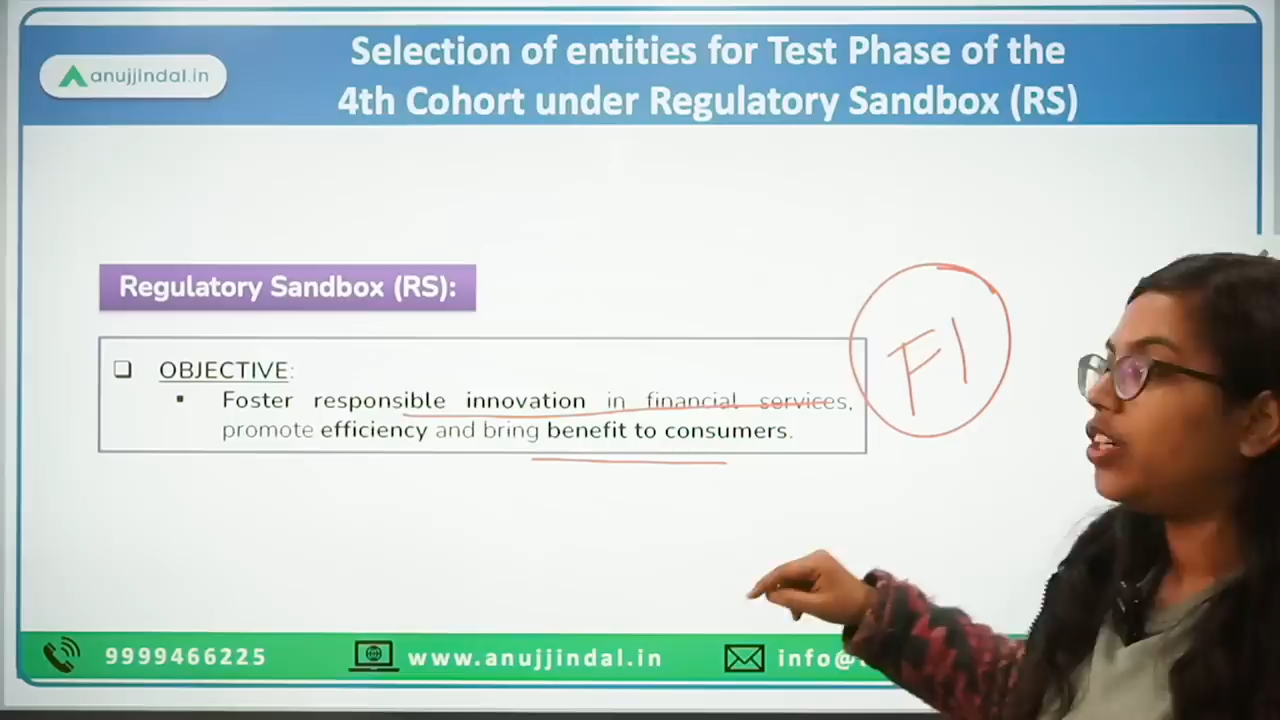 anujjindal.in
Selection of entities for Test Phase of the
4th Cohort under Regulatory Sandbox (RS)
Regulatory Sandbox (RS):
OBJECTIVE:
Foster responsible innovation in financial services,
promote efficiency and bring benefit to consumers.
FI
9999466225
www.anujjindal.in
info@